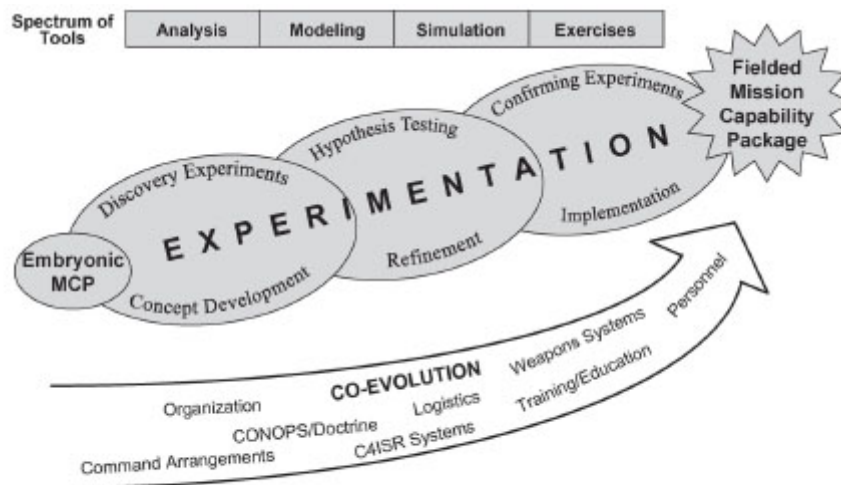 Spectrum of
Tools
Analysis
Modeling
Simulation
Exercises
Fielded
Mission
Capability
Package
Confirming Experiments
Hypothesis Testing
Discovery Experiments
EXPERIMENTATION
Implementation
Refinement
Concept Development
Embryonic
MCP
CO-EVOLUTION
Organization
CONOPS/Doctrine
Command Arrangements
Logistics
C4ISR Systems
Weapons Systems
Training/Education
Personnel